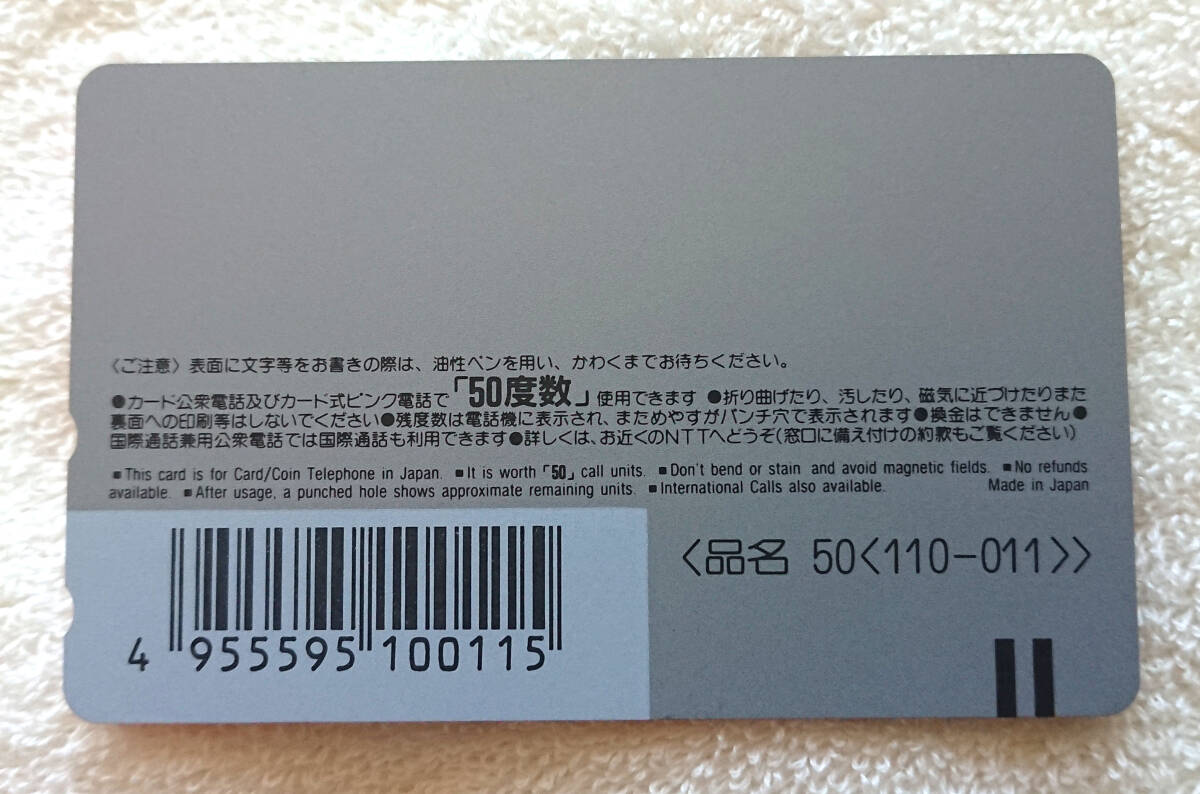 〈ご注意〉表面に文字等をお書きの際は、油性ペンを用い、かわくまでお待ちください。
●カード公衆電話及びカード式ピンク電話で「50度数」使用できます ●折り曲げたり、汚したり、磁気に近づけたりまた
裏面への印刷等はしないでください●残度数は電話機に表示され、まためやすがパンチ穴で表示されます●換金はできません●
国際通話兼用公衆電話では国際通話も利用できます●詳しくは、お近くのNTTへどうぞ(窓口に備え付けの約款もご覧ください)
■This card is for Card/Coin Telephone in Japan. ■It is worth「50」call units. ■Don't bend or stain and avoid magnetic fields. ■No refunds
available. ■After usage, a punched hole shows approximate remaining units. ■International Calls also available. Made in Japan
〈品名 50〈110-011〉〉
4 955595 100115